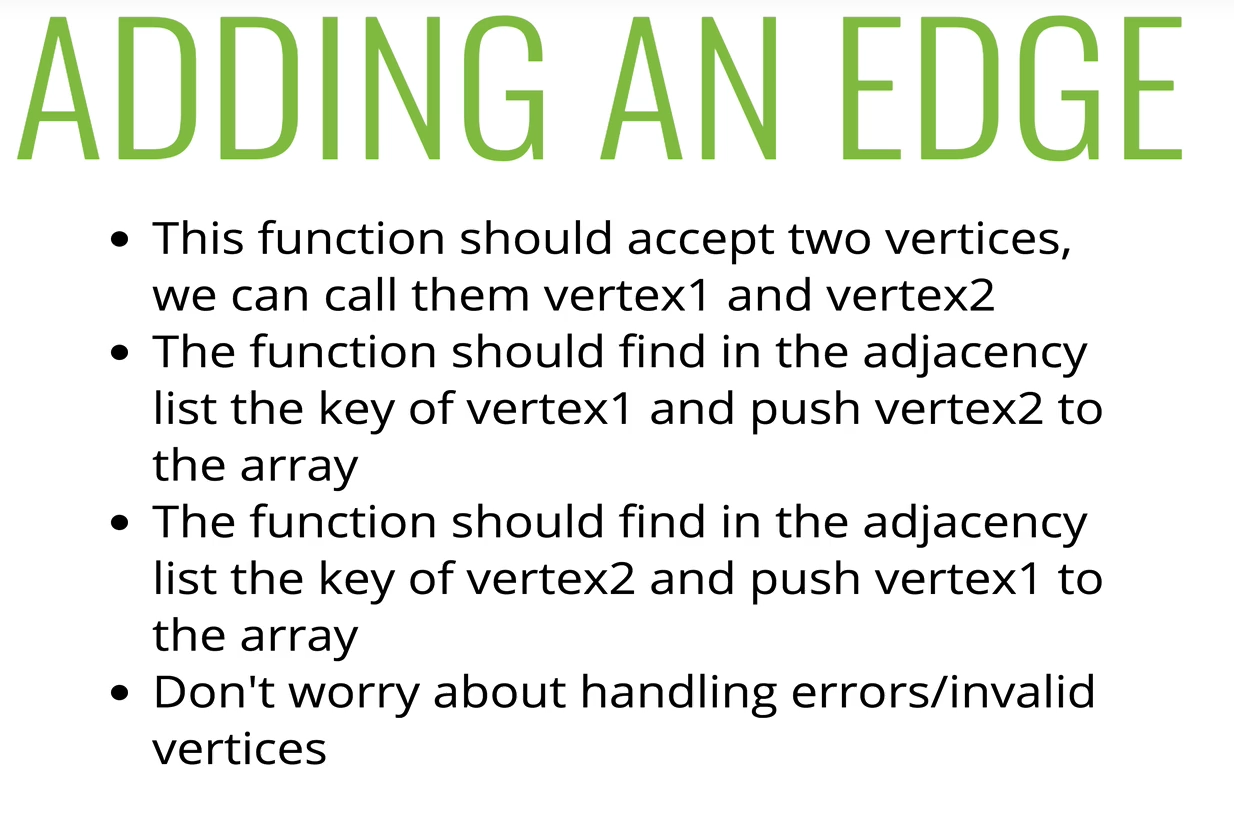 ADDING AN EDGE
• This function should accept two vertices,
we can call them vertex1 and vertex2
• The function should find in the adjacency
list the key of vertex1 and push vertex2 to
the array
• The function should find in the adjacency
list the key of vertex2 and push vertex1 to
the array
• Don't worry about handling errors/invalid
vertices